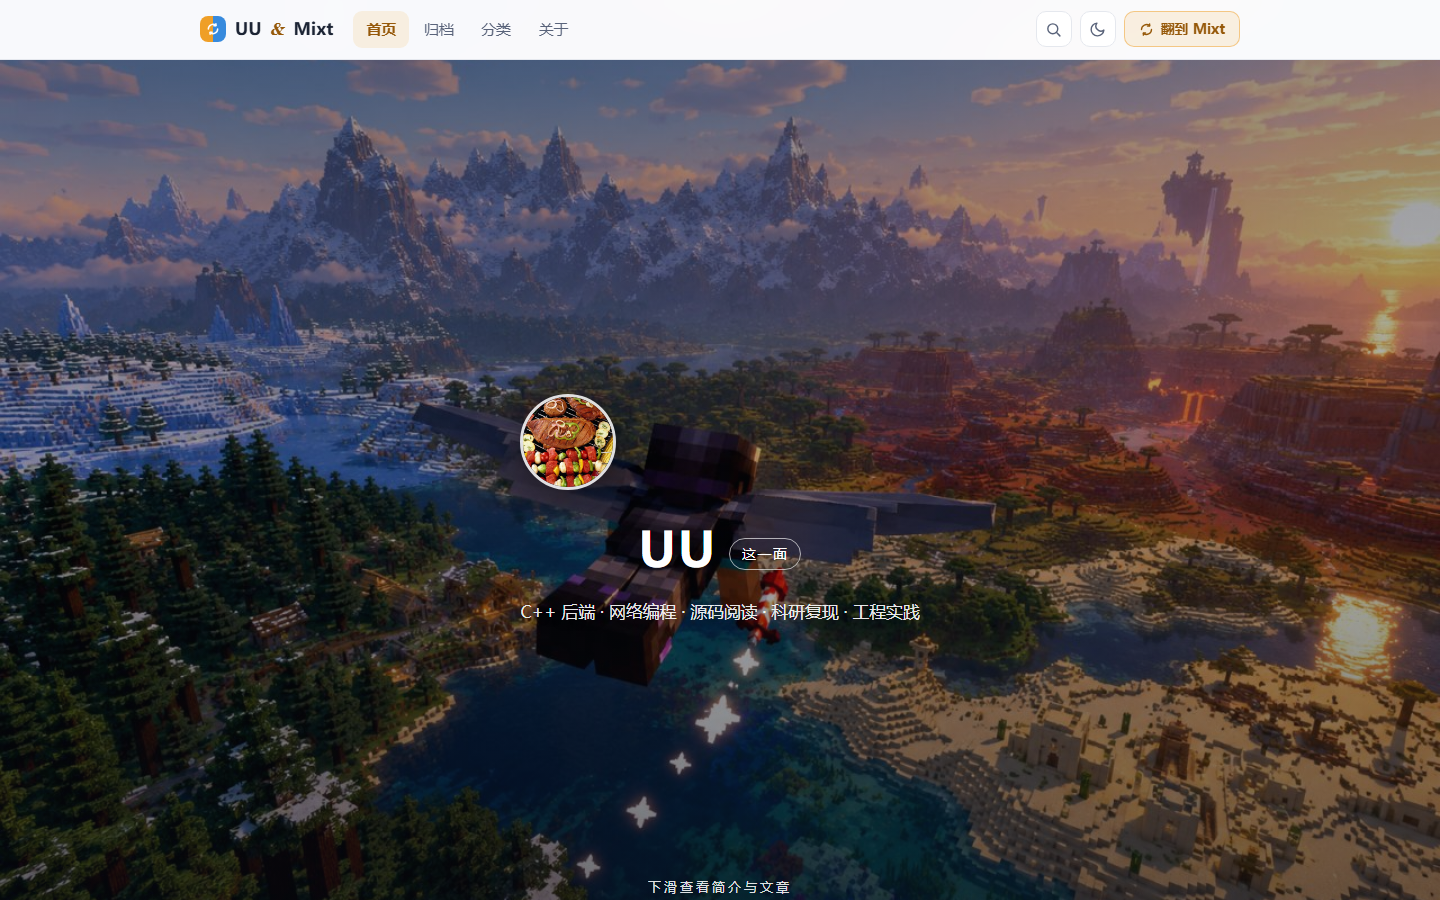 UU & Mixt 首页 归档 分类 关于 翻到 Mixt
UU 这一面
C++ 后端 · 网络编程 · 源码阅读 · 科研复现 · 工程实践
下滑查看简介与文章